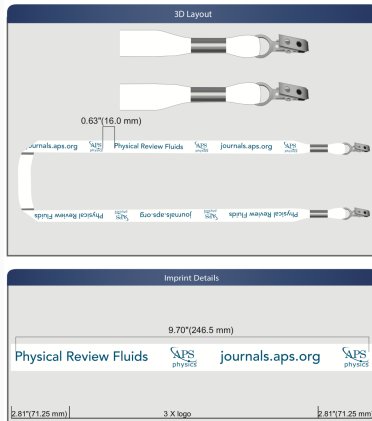 3D Layout
0.63"(16.0 mm)
journals.aps.org APS physics Physical Review Fluids APS physics journals.aps.org APS physics
Physical Review Fluids APS physics journals.aps.org APS physics Physical Review Fluids
Imprint Details
9.70"(246.5 mm)
Physical Review Fluids APS physics journals.aps.org APS physics
2.81"(71.25 mm) 3 X logo 2.81"(71.25 mm)